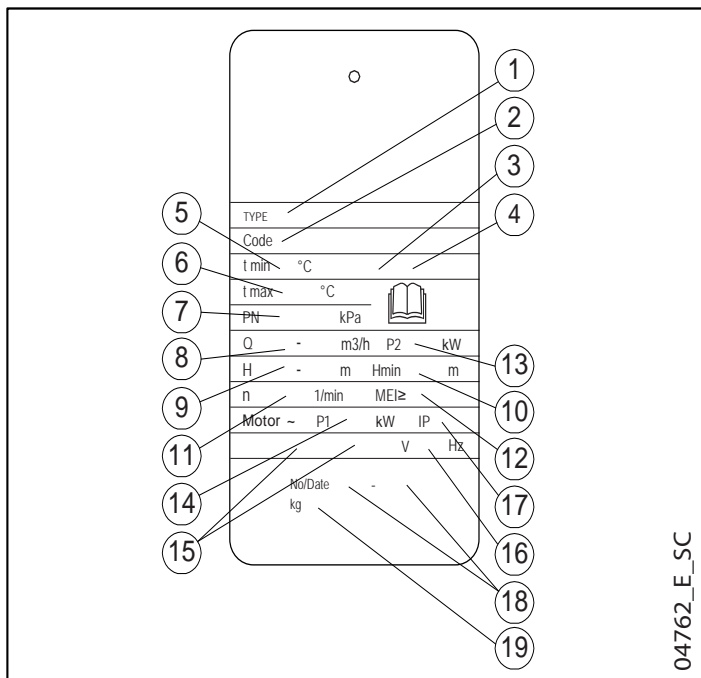 1
2
3
4
5
6
7
8
9
10
11
12
13
14
15
16
17
18
19
TYPE
Code
t min °C
t max °C
PN kPa
Q - m3/h P2 kW
H - m Hmin m
n 1/min MEI≥
Motor ~ P1 kW IP
V Hz
No/Date -
kg
04762_E_SC